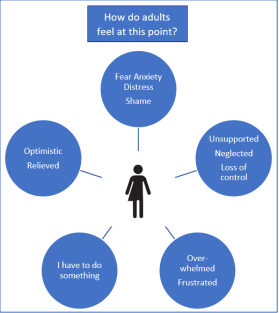 How do adults
feel at this point?
Fear Anxiety
Distress
Shame
Optimistic
Relieved
Unsupported
Neglected
Loss of
control
I have to do
something
Over-
whelmed
Frustrated